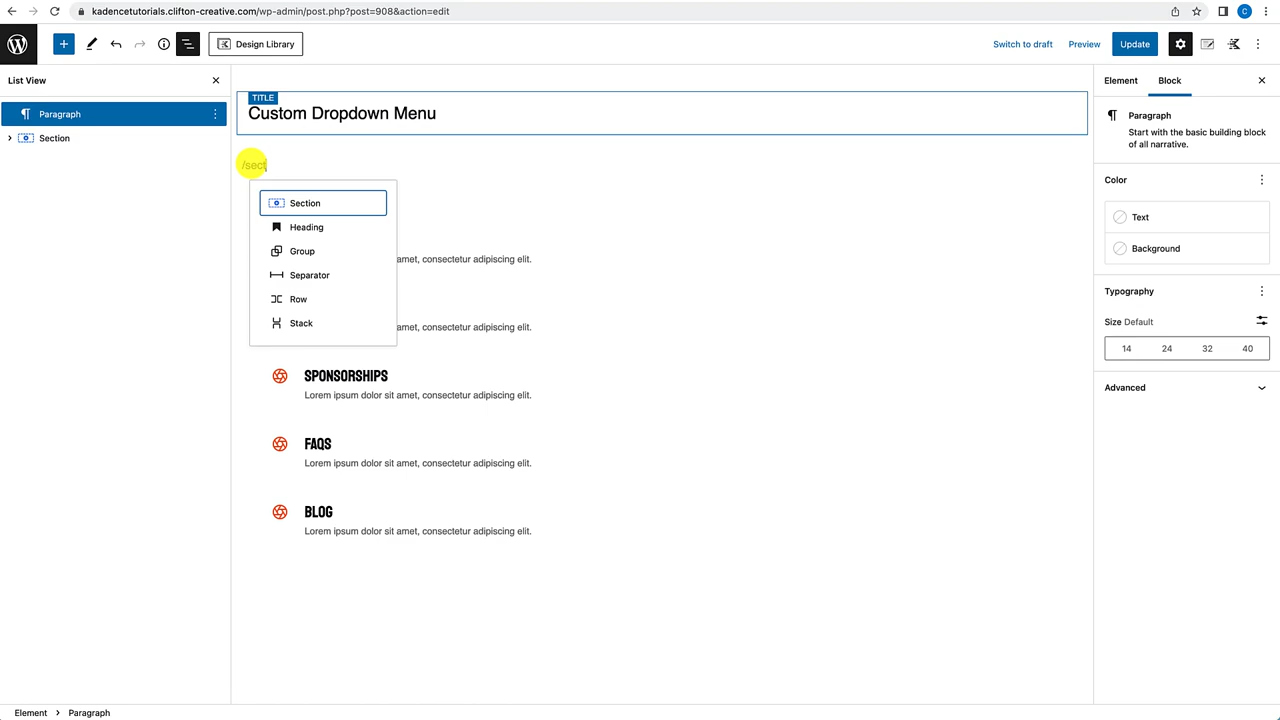 kadencetutorials.clifton-creative.com/wp-admin/post.php?post=908&action=edit
C
Design Library
Switch to draft
Preview
Update
List View
Paragraph
Section
TITLE
Custom Dropdown Menu
/sect
Section
Heading
Group
Separator
Row
Stack
amet, consectetur adipiscing elit.
amet, consectetur adipiscing elit.
SPONSORSHIPS
Lorem ipsum dolor sit amet, consectetur adipiscing elit.
FAQS
Lorem ipsum dolor sit amet, consectetur adipiscing elit.
BLOG
Lorem ipsum dolor sit amet, consectetur adipiscing elit.
Element
Block
Paragraph
Start with the basic building block
of all narrative.
Color
Text
Background
Typography
Size Default
14 24 32 40
Advanced
Element > Paragraph